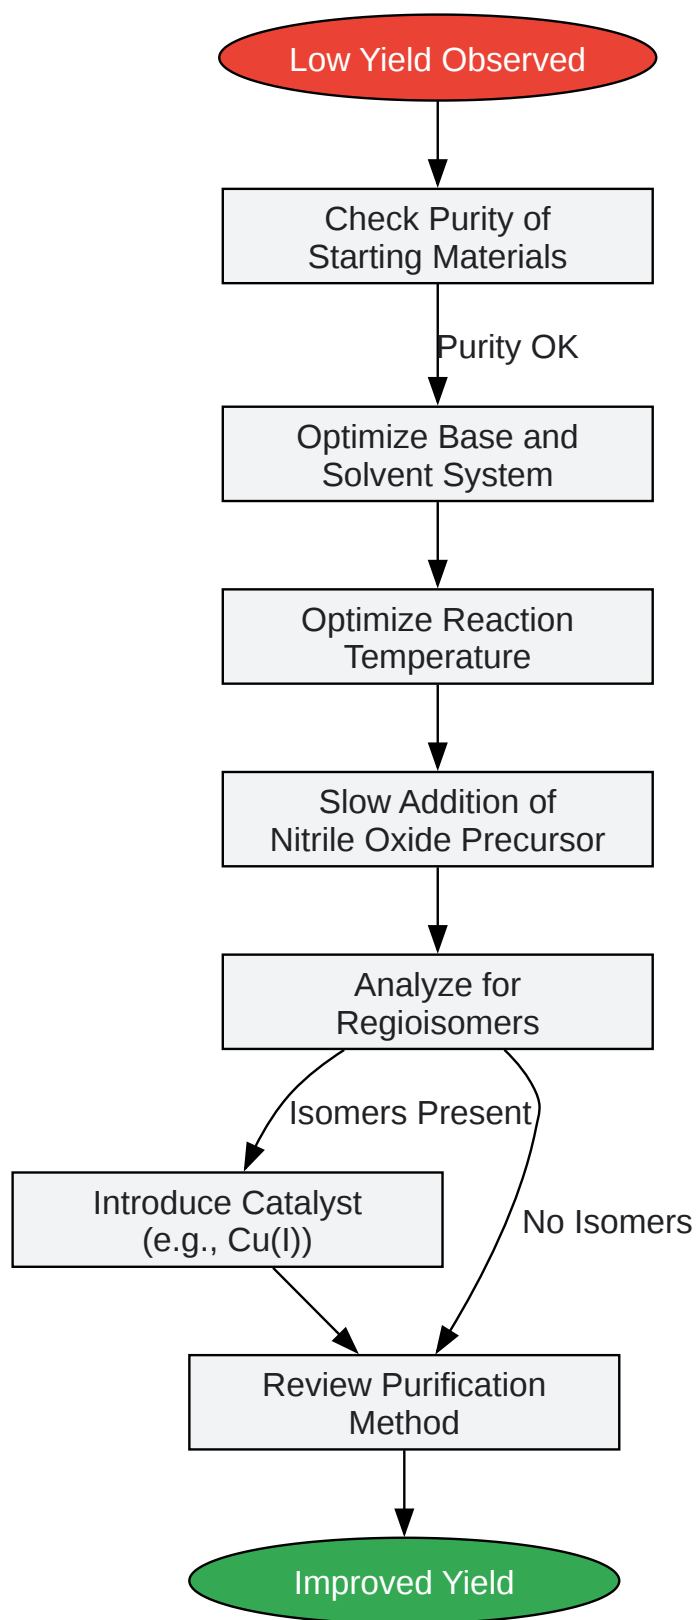 Low Yield Observed
Check Purity of
Starting Materials
Purity OK
Optimize Base and
Solvent System
Optimize Reaction
Temperature
Slow Addition of
Nitrile Oxide Precursor
Analyze for
Regioisomers
Isomers Present
Introduce Catalyst
(e.g., Cu(I))
No Isomers
Review Purification
Method
Improved Yield